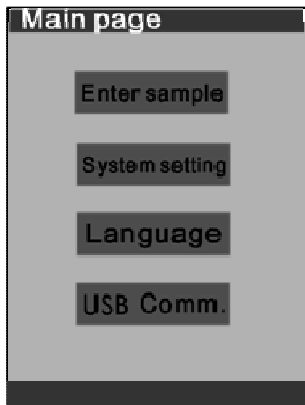 Main page
Enter sample
System setting
Language
USB Comm.